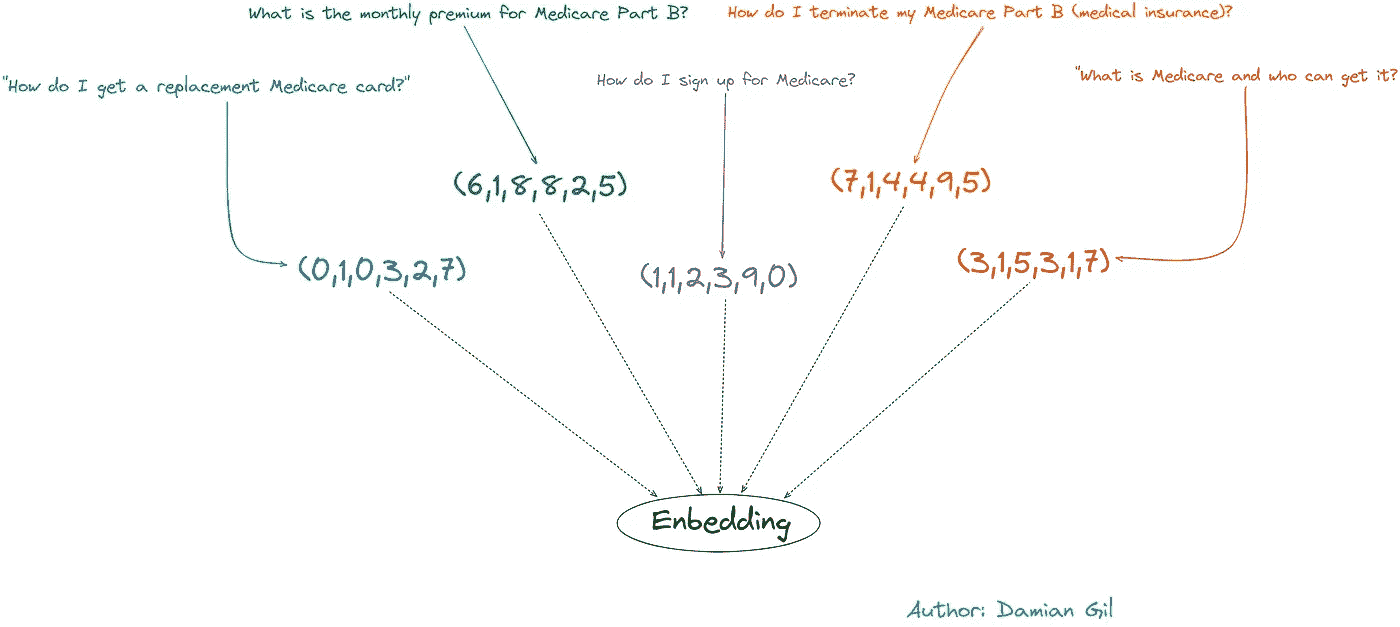 What is the monthly premium for Medicare Part B?
How do I terminate my Medicare Part B (medical insurance)?
"How do I get a replacement Medicare card?"
How do I sign up for Medicare?
"What is Medicare and who can get it?
(6,1,8,8,2,5)
(7,1,4,4,9,5)
(0,1,0,3,2,7)
(1,1,2,3,9,0)
(3,1,5,3,1,7)
Enbedding
Author: Damian Gil